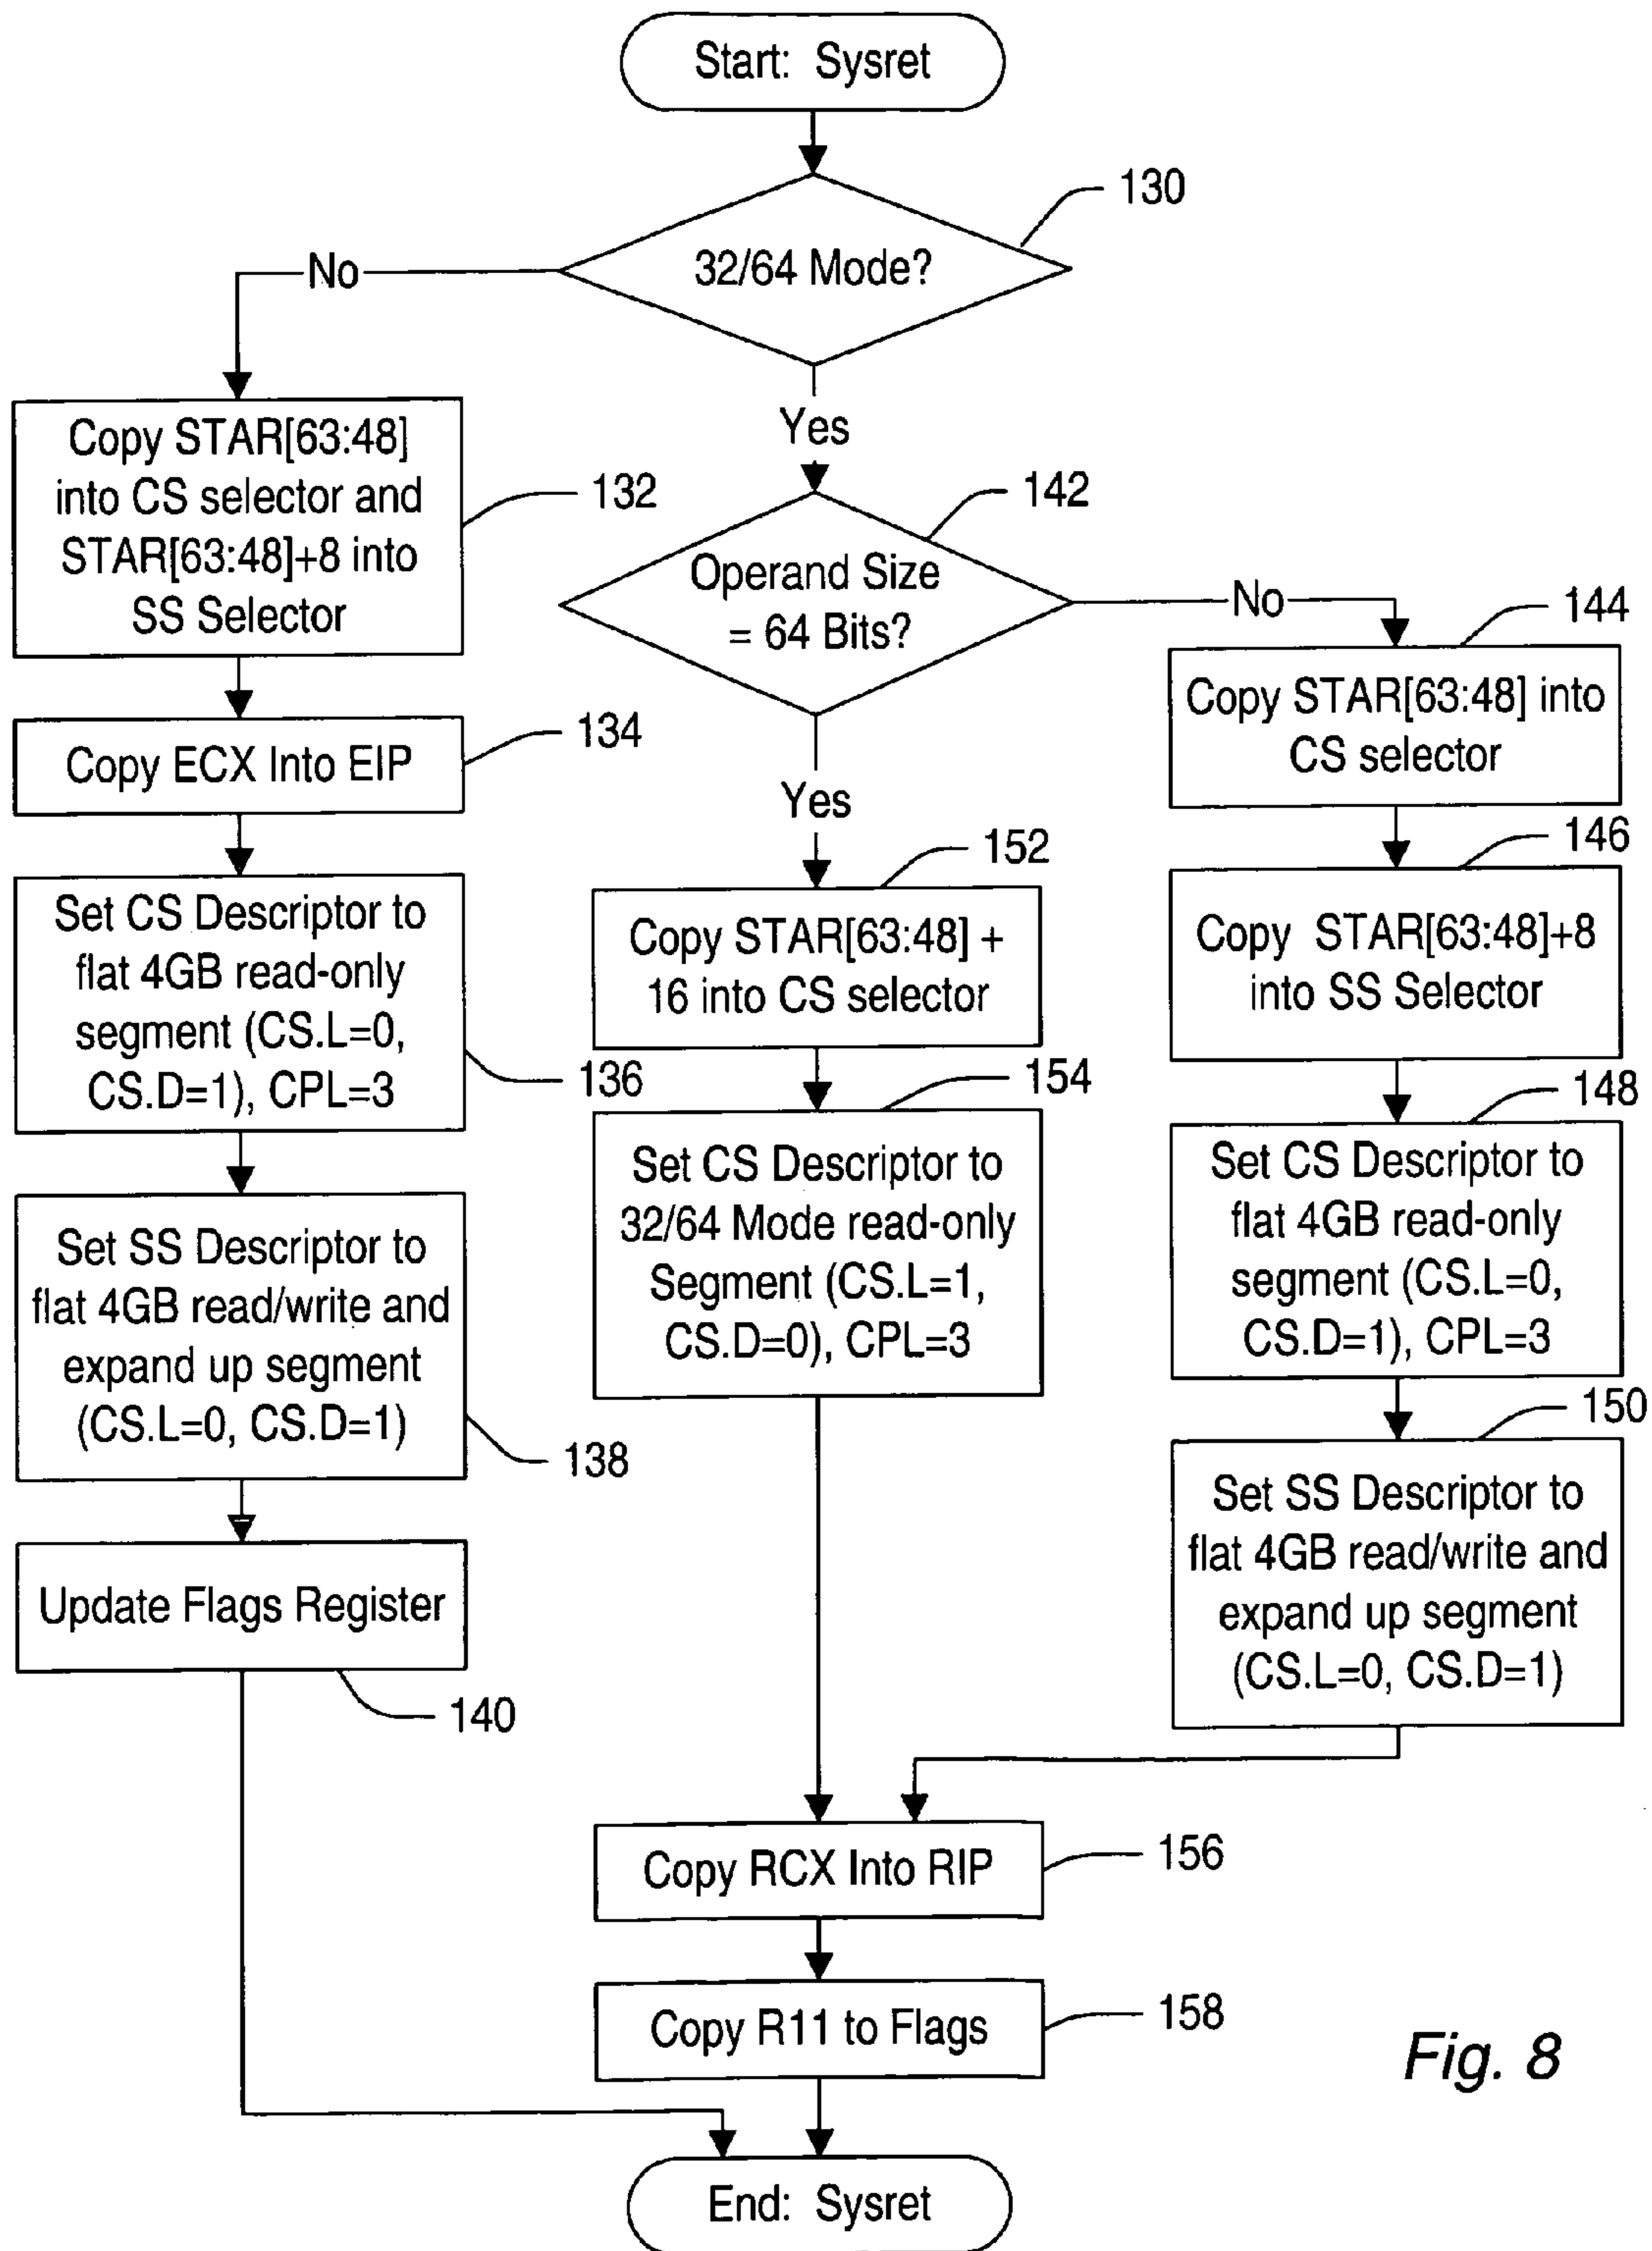 Start: Sysret
130
32/64 Mode?
No
Yes
Copy STAR[63:48]
into CS selector and
STAR[63:48]+8 into
SS Selector
132
Copy ECX Into EIP
134
Set CS Descriptor to
flat 4GB read-only
segment (CS.L=0,
CS.D=1), CPL=3
136
Set SS Descriptor to
flat 4GB read/write and
expand up segment
(CS.L=0, CS.D=1)
138
Update Flags Register
140
142
Operand Size
= 64 Bits?
No
Yes
144
Copy STAR[63:48] into
CS selector
146
Copy STAR[63:48]+8
into SS Selector
148
Set CS Descriptor to
flat 4GB read-only
segment (CS.L=0,
CS.D=1), CPL=3
150
Set SS Descriptor to
flat 4GB read/write and
expand up segment
(CS.L=0, CS.D=1)
152
Copy STAR[63:48] +
16 into CS selector
154
Set CS Descriptor to
32/64 Mode read-only
Segment (CS.L=1,
CS.D=0), CPL=3
Copy RCX Into RIP
156
Copy R11 to Flags
158
End: Sysret
Fig. 8